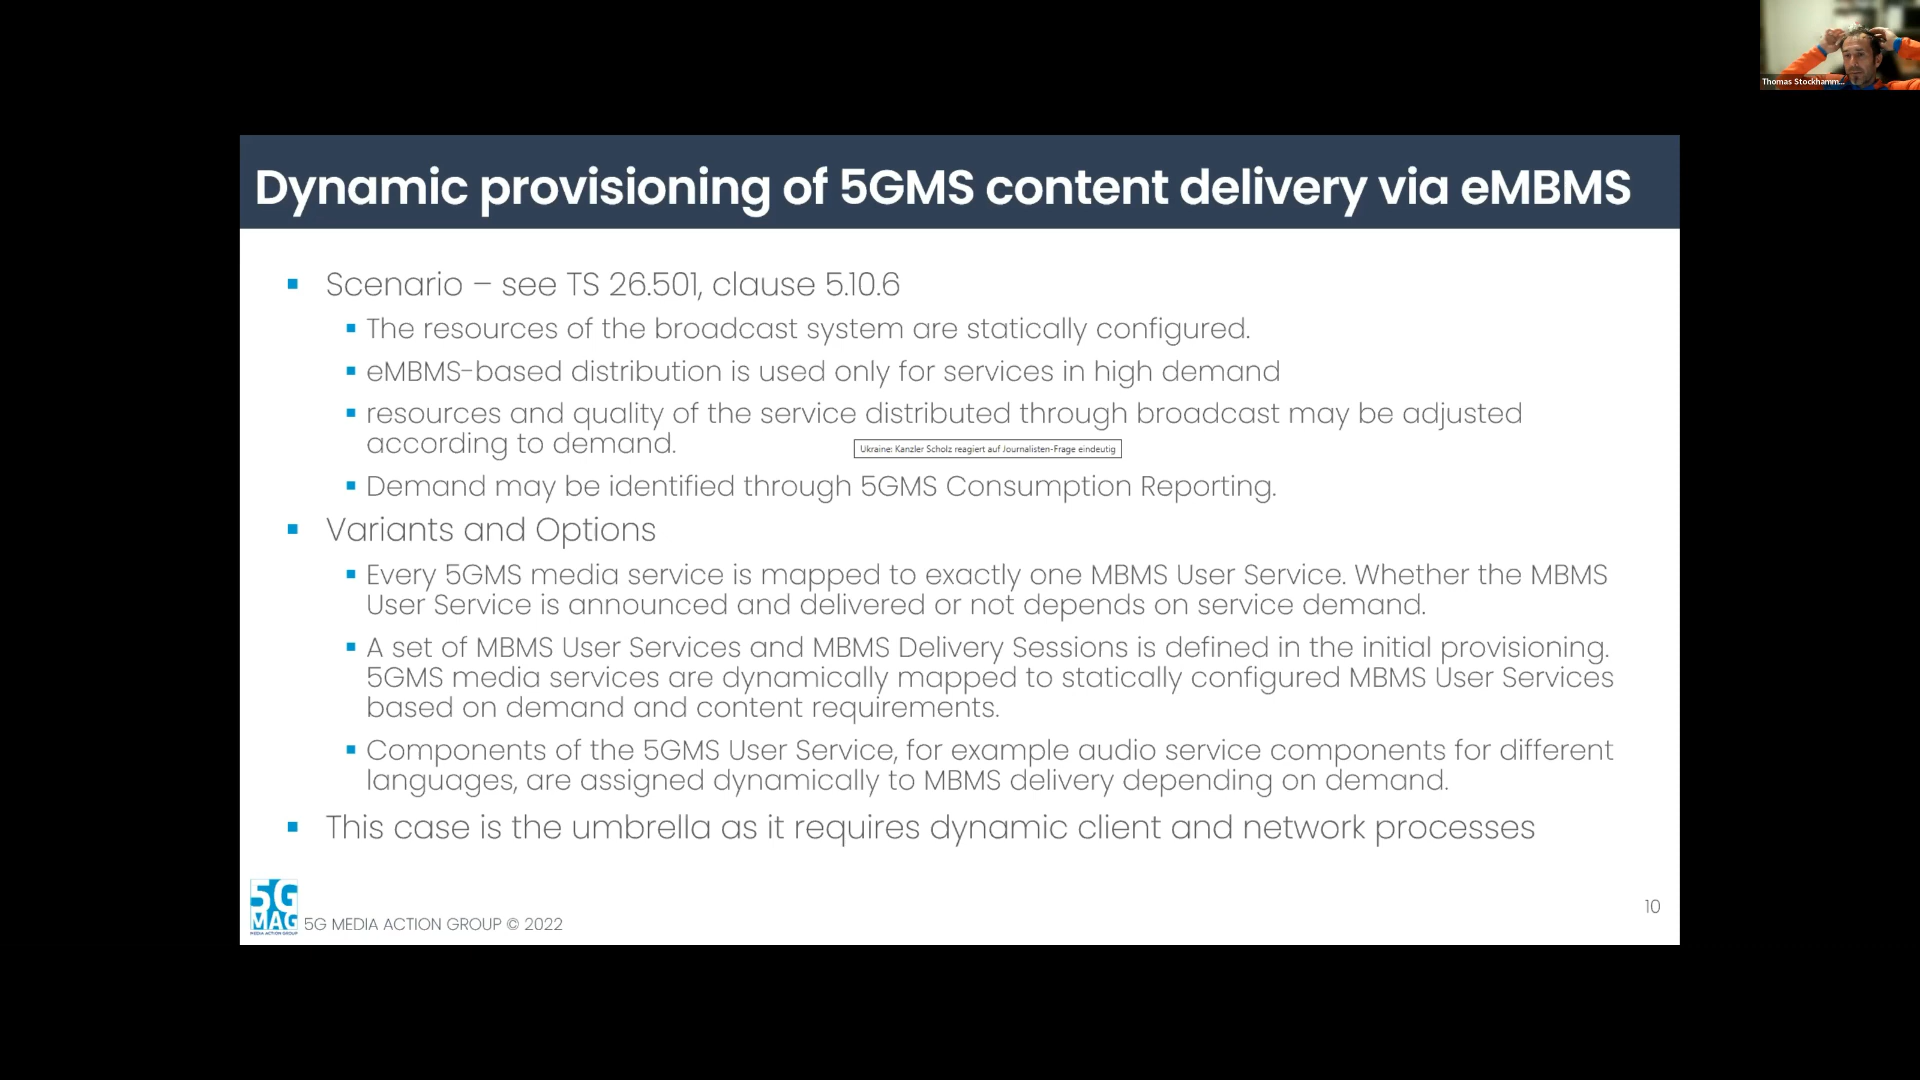 Thomas Stockhamm...
Dynamic provisioning of 5GMS content delivery via eMBMS
Scenario – see TS 26.501, clause 5.10.6
The resources of the broadcast system are statically configured.
eMBMS-based distribution is used only for services in high demand
resources and quality of the service distributed through broadcast may be adjusted
according to demand.
Ukraine: Kanzler Scholz reagiert auf Journalisten-Frage eindeutig
Demand may be identified through 5GMS Consumption Reporting.
Variants and Options
Every 5GMS media service is mapped to exactly one MBMS User Service. Whether the MBMS
User Service is announced and delivered or not depends on service demand.
A set of MBMS User Services and MBMS Delivery Sessions is defined in the initial provisioning.
5GMS media services are dynamically mapped to statically configured MBMS User Services
based on demand and content requirements.
Components of the 5GMS User Service, for example audio service components for different
languages, are assigned dynamically to MBMS delivery depending on demand.
This case is the umbrella as it requires dynamic client and network processes
5G
MAG
MEDIA ACTION GROUP
5G MEDIA ACTION GROUP © 2022
10